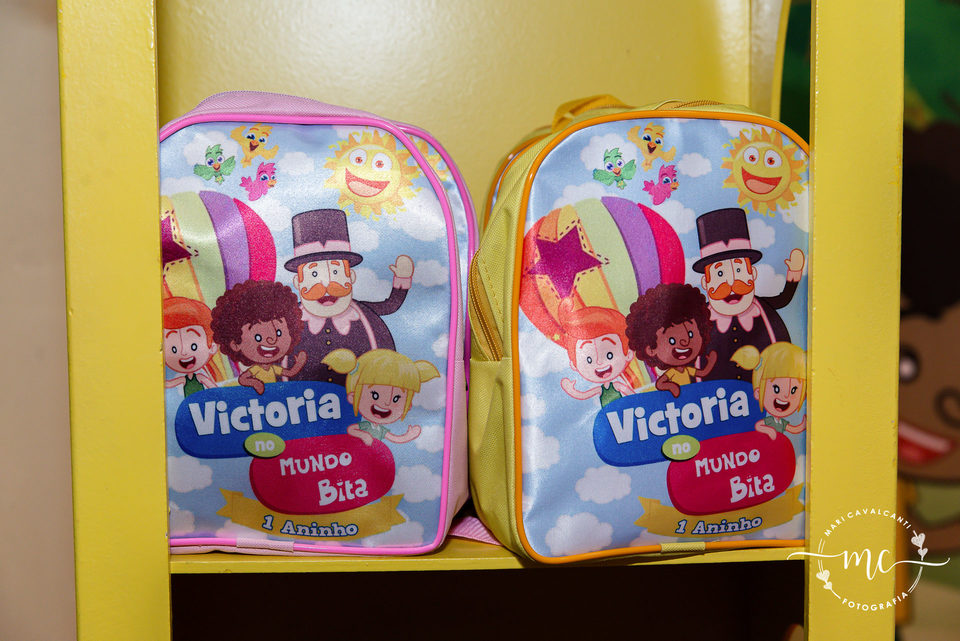 Victoria
no
MUNDO
Bita
1 Aninho
Victoria
no
MUNDO
Bita
1 Aninho
MARI CAVALCANTI
mc
FOTOGRAFIA